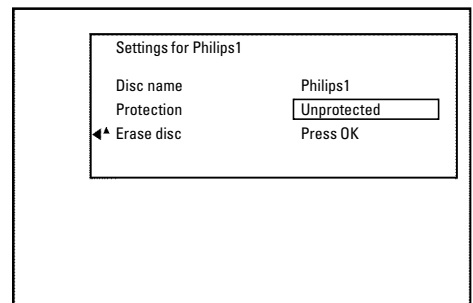 Settings for Philips1
Disc name Philips1
Protection Unprotected
Erase disc Press OK